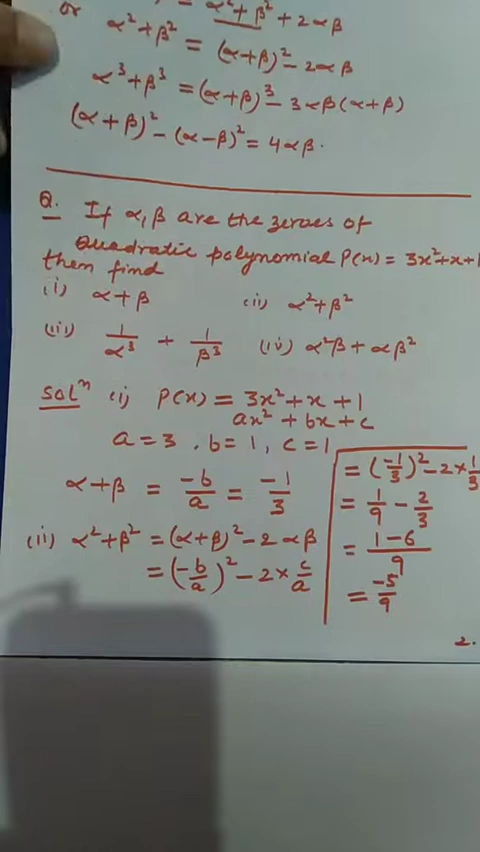 or
α²+β² + 2αβ
α²+β² = (α+β)² - 2αβ
α³+β³ = (α+β)³ - 3αβ(α+β)
(α+β)² - (α-β)² = 4αβ.
Q. If α, β are the zeroes of
Quadratic polynomial P(x) = 3x²+x+1
then find
(i) α+β (ii) α²+β²
(iii) 1/α³ + 1/β³ (iv) α²β + αβ²
Solⁿ (i) P(x) = 3x²+x+1
ax²+bx+c
a=3, b=1, c=1
α+β = -b/a = -1/3
(ii) α²+β² = (α+β)² - 2αβ
= (-b/a)² - 2×c/a
= (-1/3)² - 2×1/3
= 1/9 - 2/3
= 1-6/9
= -5/9
2.